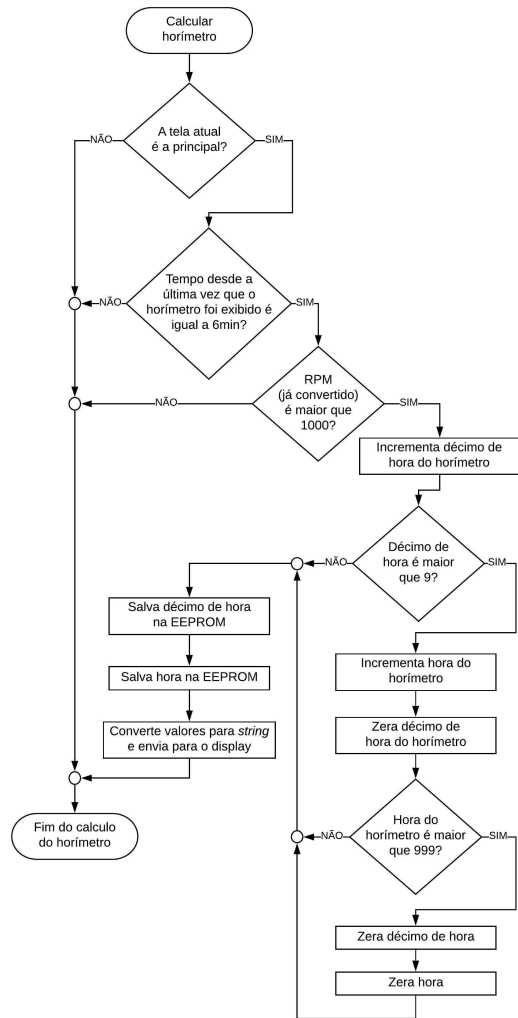 Calcular
horímetro
A tela atual
é a principal?
NÃO
SIM
Tempo desde a
última vez que o
horímetro foi exibido é
igual a 6min?
NÃO
SIM
RPM
(já convertido)
é maior que
1000?
NÃO
SIM
Incrementa décimo de
hora do horímetro
Décimo de
hora é maior
que 9?
NÃO
SIM
Salva décimo de hora
na EEPROM
Salva hora na EEPROM
Converte valores para string
e envia para o display
Incrementa hora do
horímetro
Zera décimo de
hora do horímetro
Hora do
horímetro é maior
que 999?
NÃO
SIM
Fim do calculo
do horímetro
Zera décimo de hora
Zera hora